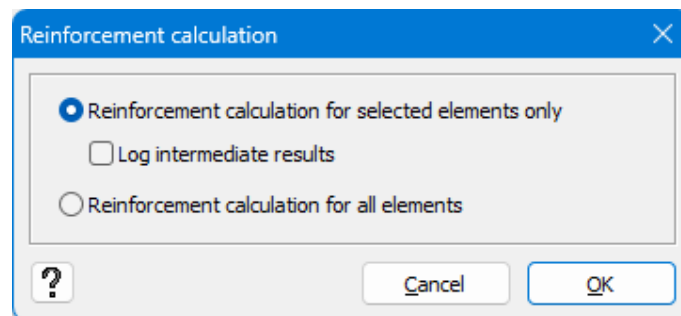 Reinforcement calculation
Reinforcement calculation for selected elements only
Log intermediate results
Reinforcement calculation for all elements
? Cancel OK